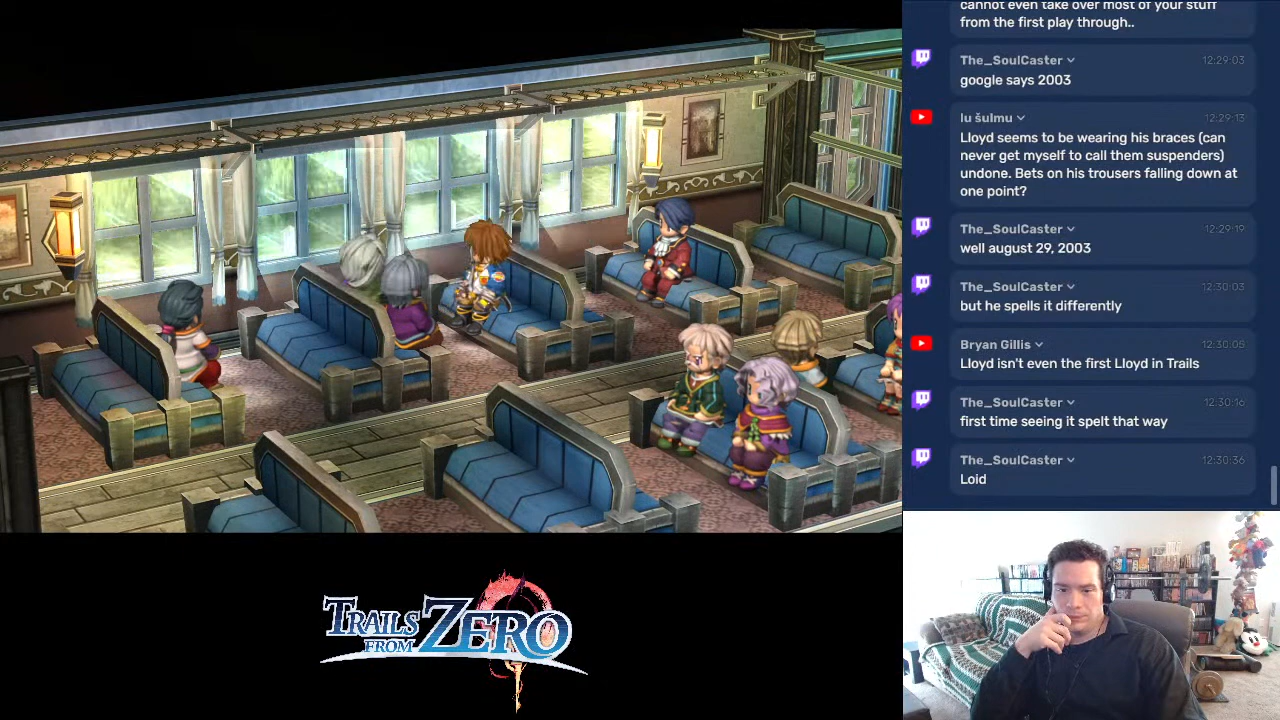 cannot even take over most of your stuff
from the first play through..
The_SoulCaster 12:29:03
google says 2003
lu šulmu 12:29:13
Lloyd seems to be wearing his braces (can
never get myself to call them suspenders)
undone. Bets on his trousers falling down at
one point?
The_SoulCaster 12:29:19
well august 29, 2003
The_SoulCaster 12:30:03
but he spells it differently
Bryan Gillis 12:30:05
Lloyd isn't even the first Lloyd in Trails
The_SoulCaster 12:30:16
first time seeing it spelt that way
The_SoulCaster 12:30:36
Loid
TRAILS
FROM ZERO